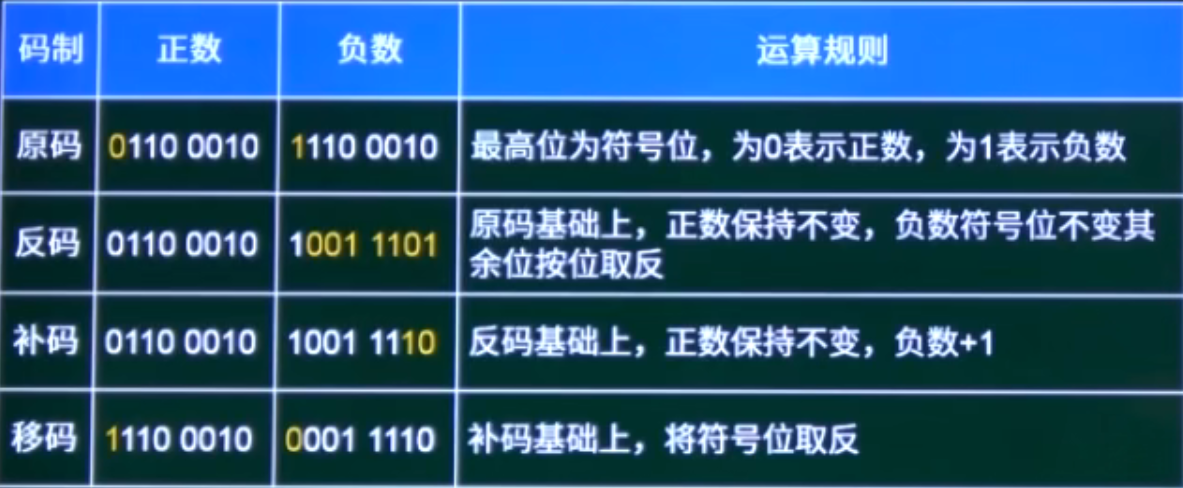 码制 正数 负数 运算规则
原码 0110 0010 1110 0010 最高位为符号位，为0表示正数，为1表示负数
反码 0110 0010 1001 1101 原码基础上，正数保持不变，负数符号位不变其
余位按位取反
补码 0110 0010 1001 1110 反码基础上，正数保持不变，负数+1
移码 1110 0010 0001 1110 补码基础上，将符号位取反